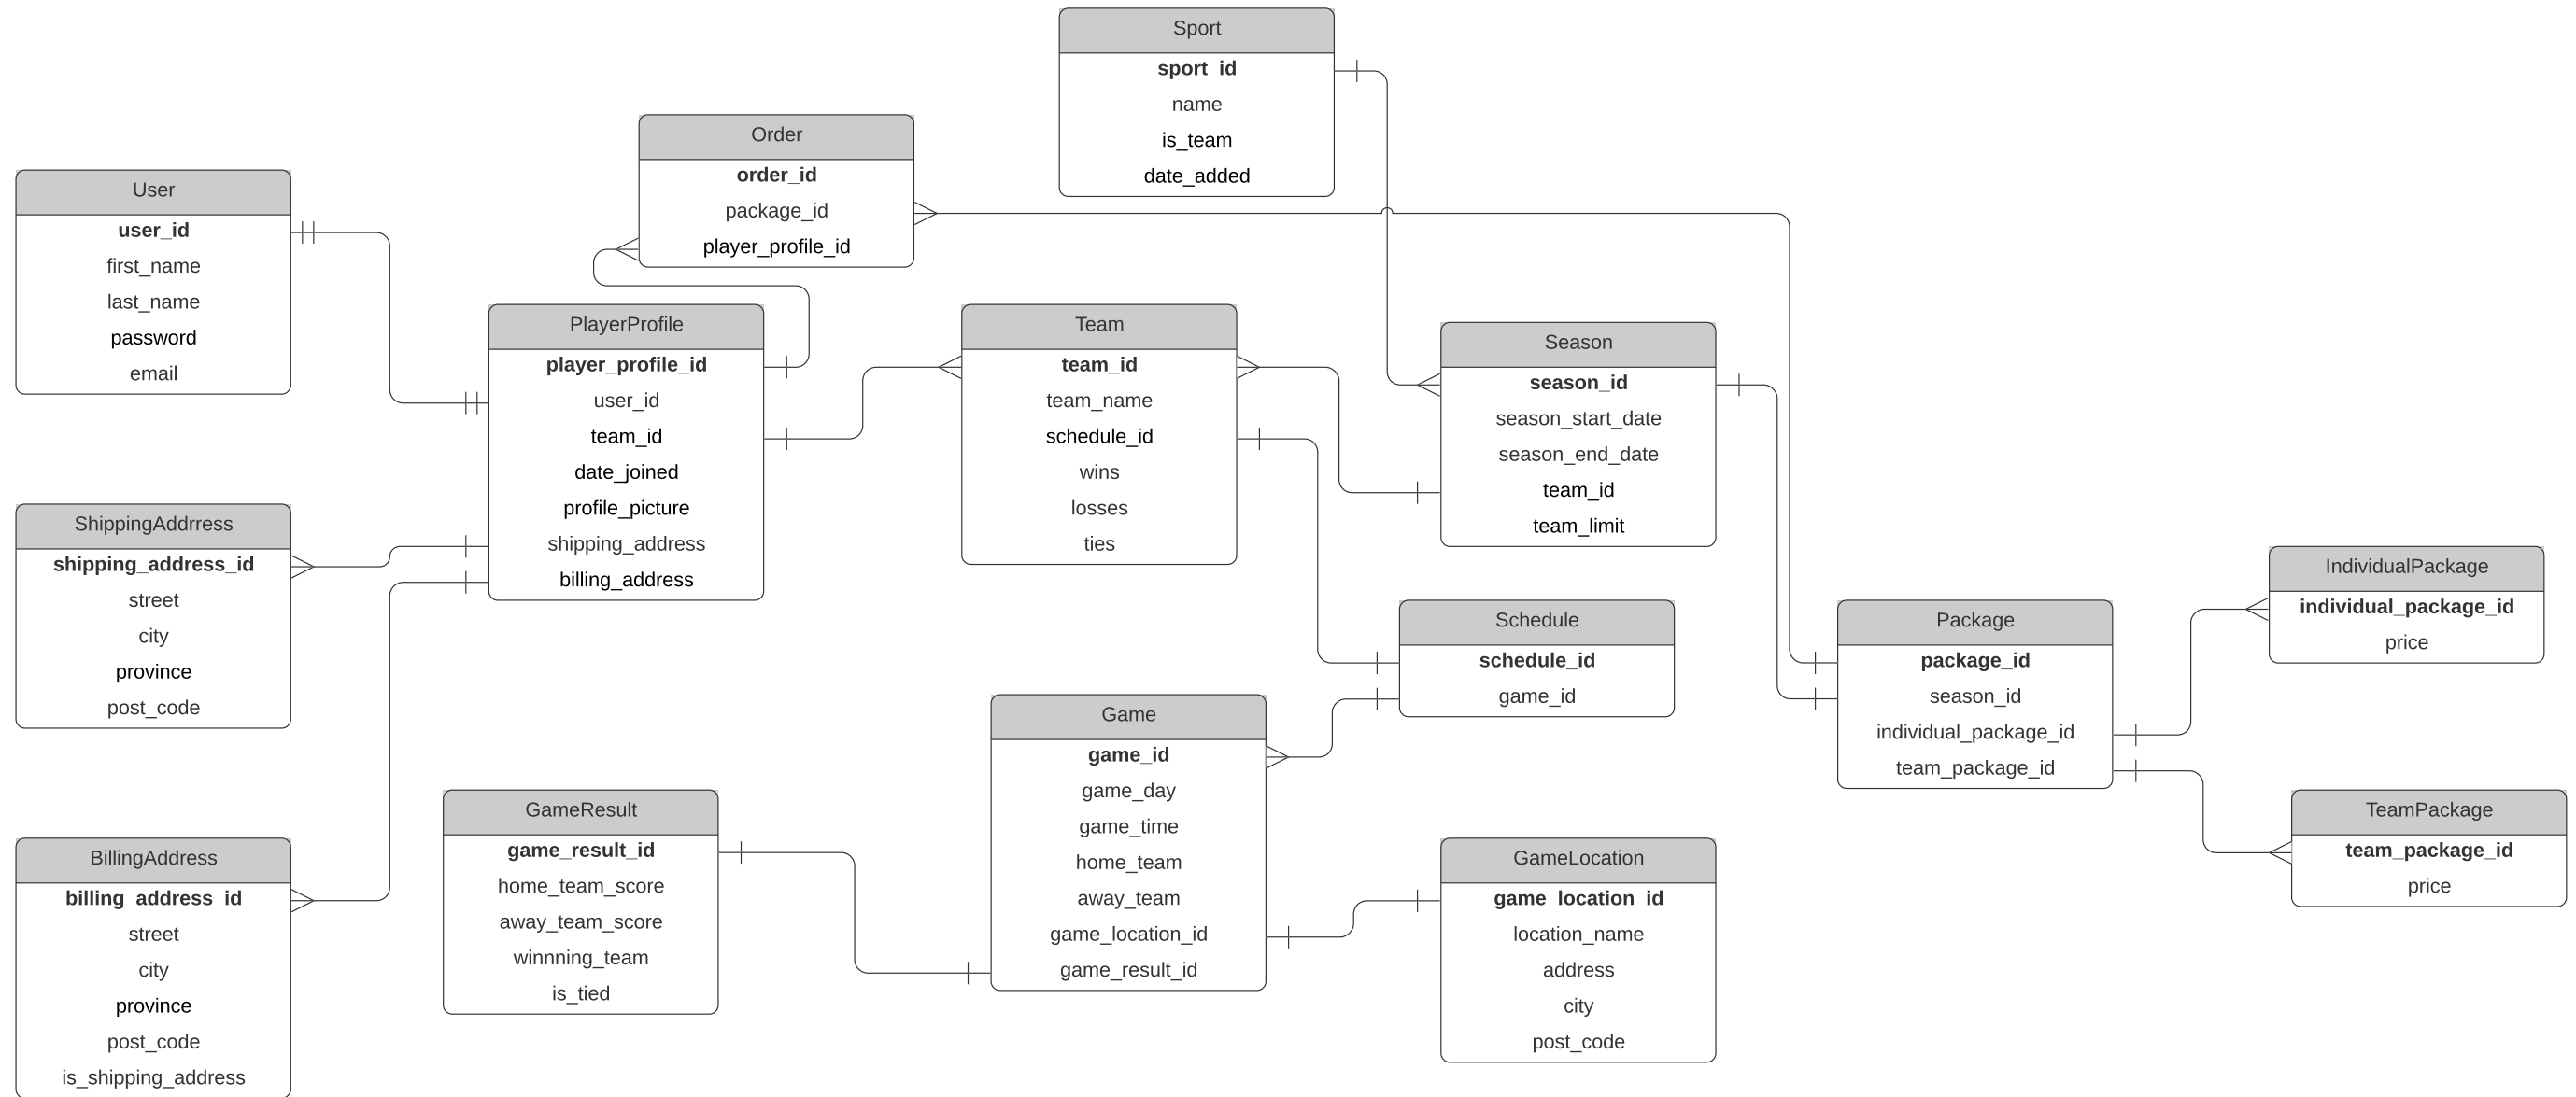 Sport
sport_id
name
is_team
date_added
Order
order_id
package_id
player_profile_id
User
user_id
first_name
last_name
password
email
PlayerProfile
player_profile_id
user_id
team_id
date_joined
profile_picture
shipping_address
billing_address
Team
team_id
team_name
schedule_id
wins
losses
ties
Season
season_id
season_start_date
season_end_date
team_id
team_limit
ShippingAddrress
shipping_address_id
street
city
province
post_code
Schedule
schedule_id
game_id
Package
package_id
season_id
individual_package_id
team_package_id
IndividualPackage
individual_package_id
price
Game
game_id
game_day
game_time
home_team
away_team
game_location_id
game_result_id
GameResult
game_result_id
home_team_score
away_team_score
winnning_team
is_tied
TeamPackage
team_package_id
price
BillingAddress
billing_address_id
street
city
province
post_code
is_shipping_address
GameLocation
game_location_id
location_name
address
city
post_code